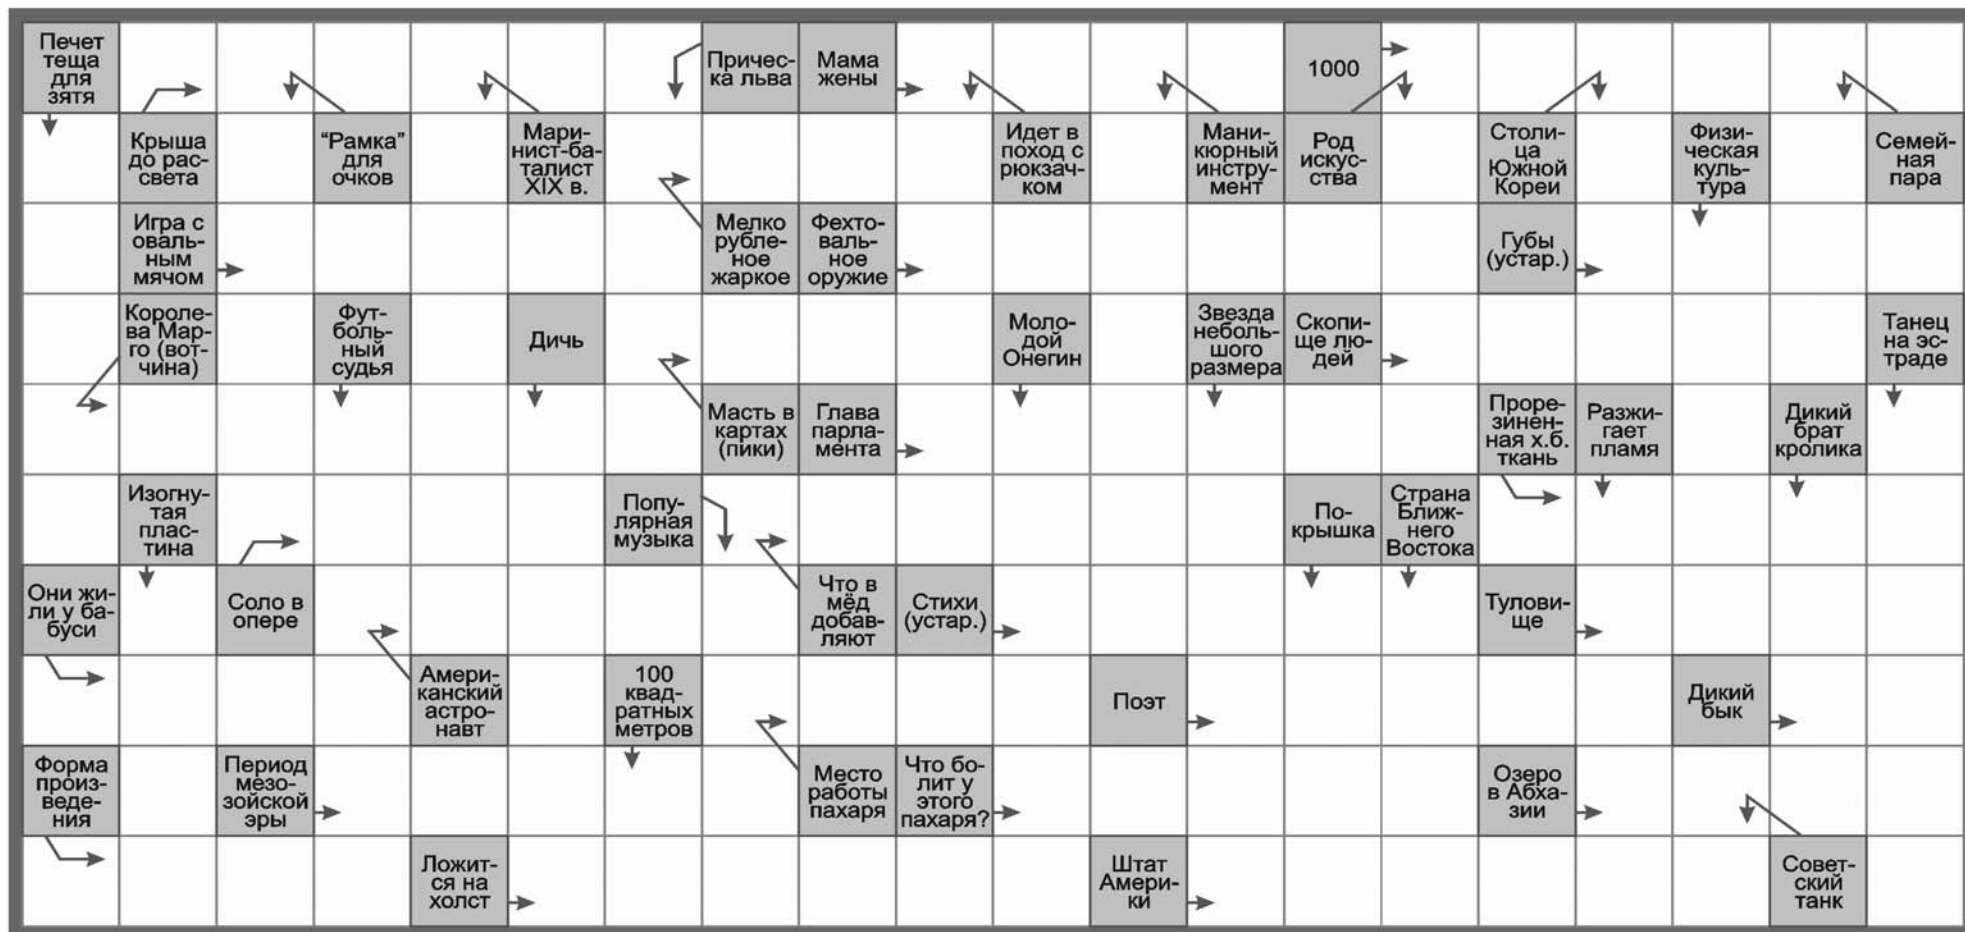 Печет
теща
для
зятя
Причес-
ка льва
Мама
жены
1000
Крыша
до рас-
света
“Рамка”
для
очков
Мари-
нист-ба-
талист
XIX в.
Идет в
поход с
рюкзач-
ком
Мани-
кюрный
инстру-
мент
Род
искус-
ства
Столи-
ца
Южной
Кореи
Физи-
ческая
куль-
тура
Семей-
ная
пара
Игра с
оваль-
ным
мячом
Мелко
рубле-
ное
жаркое
Фехто-
валь-
ное
оружие
Губы
(устар.)
Короле-
ва Мар-
го (вот-
чина)
Фут-
боль-
ный
судья
Дичь
Моло-
дой
Онегин
Звезда
неболь-
шого
размера
Скопи-
ще лю-
дей
Танец
на эс-
траде
Масть в
картах
(пики)
Глава
парла-
мента
Проре-
зинен-
ная х.б.
ткань
Разжи-
гает
пламя
Дикий
брат
кролика
Изогну-
тая
плас-
тина
Попу-
лярная
музыка
По-
крышка
Страна
Ближ-
него
Востока
Они жи-
ли у ба-
буси
Соло в
опере
Что в
мёд
добав-
ляют
Стихи
(устар.)
Тулови-
ще
Амери-
канский
астро-
навт
100
квад-
ратных
метров
Поэт
Дикий
бык
Форма
произ-
веде-
ния
Период
мезо-
зойской
эры
Место
работы
пахаря
Что бо-
лит у
этого
пахаря?
Озеро
в Абха-
зии
Ложит-
ся на
холст
Штат
Амери-
ки
Совет-
ский
танк